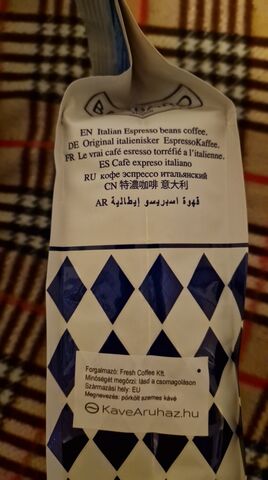 EN Italian Espresso beans coffee.
DE Original italienisker EspressoKaffee.
FR Le vrai café esresso torréfié a l'italienne.
ES Cafè expreso italiano
RU кофе эспрессо итальянский
CN 特濃咖啡 意大利
AR قهوة اسبريسو إيطالية
Forgalmazó: Fresh Coffee Kft.
Minőségét megőrzi: lásd a csomagoláson
Származási hely: EU
Megnevezés: pörkölt szemes kávé
KaveAruhaz.hu